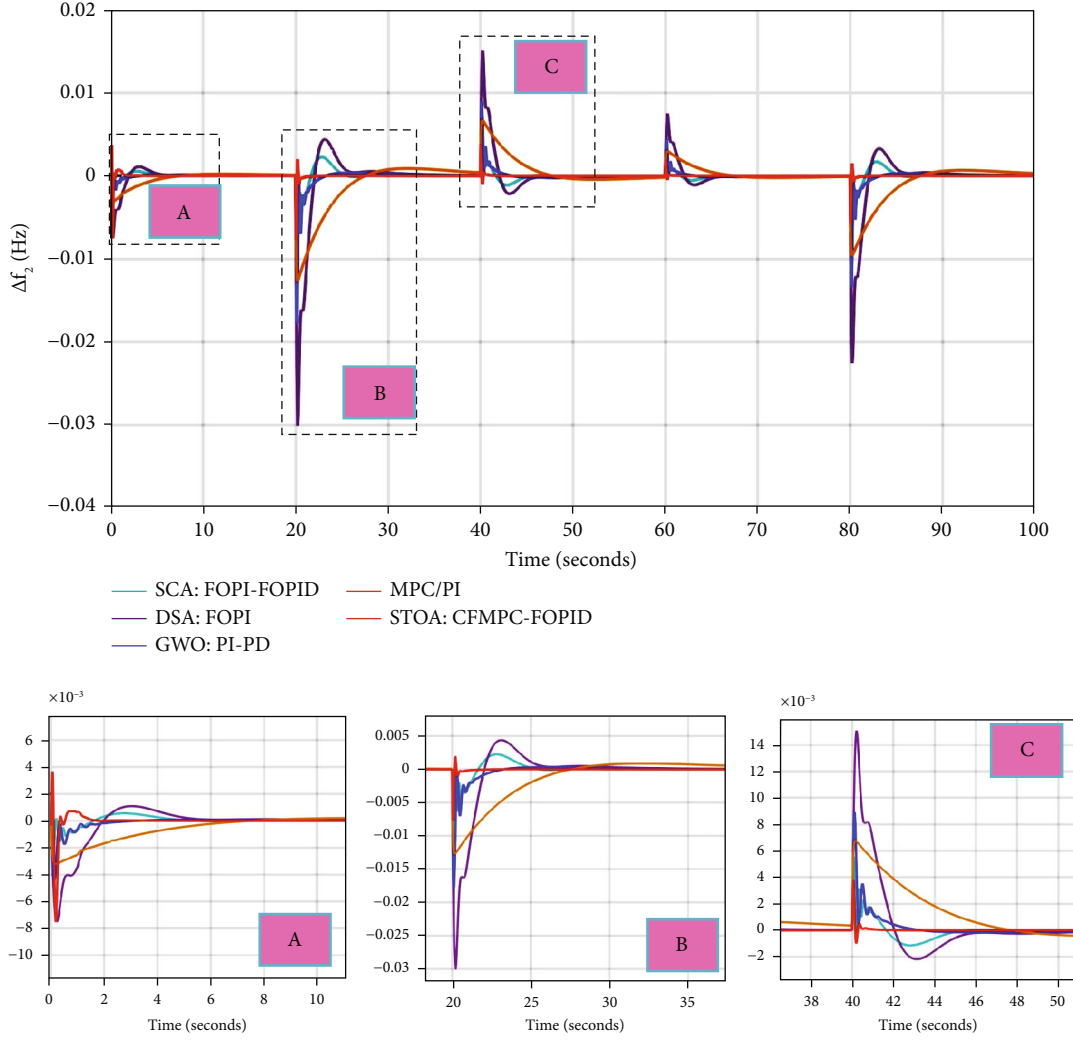 0.02
0.01
0
−0.01
−0.02
−0.03
−0.04
Δf₂ (Hz)
A
B
C
0 10 20 30 40 50 60 70 80 90 100
Time (seconds)
SCA: FOPI-FOPID MPC/PI
DSA: FOPI STOA: CFMPC-FOPID
GWO: PI-PD
×10⁻³
6
4
2
0
−2
−4
−6
−8
−10
A
0 2 4 6 8 10
Time (seconds)
0.005
0
−0.005
−0.01
−0.015
−0.02
−0.025
−0.03
B
20 25 30 35
Time (seconds)
×10⁻³
14
12
10
8
6
4
2
0
−2
C
38 40 42 44 46 48 50
Time (seconds)